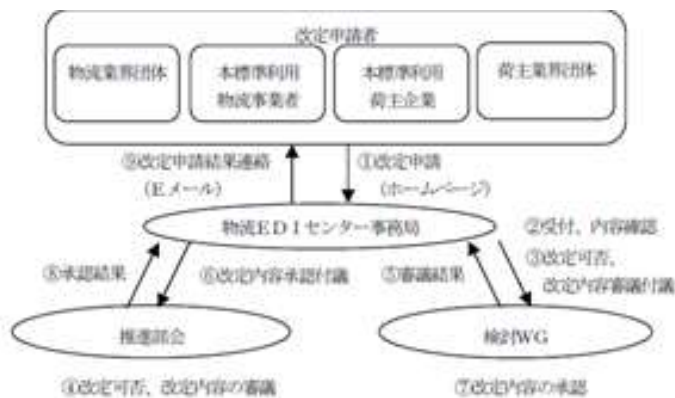 改定申請者
物流業界団体
本標準利用
物流事業者
本標準利用
荷主企業
荷主業界団体
⑨改定申請結果連絡
(Eメール)
①改定申請
(ホームページ)
物流EDIセンター事務局
②受付、内容確認
③改定可否、
改定内容審議付議
⑧承認結果
⑥改定内容承認付議
⑤審議結果
推進部会
検討WG
④改定可否、改定内容の審議
⑦改定内容の承認